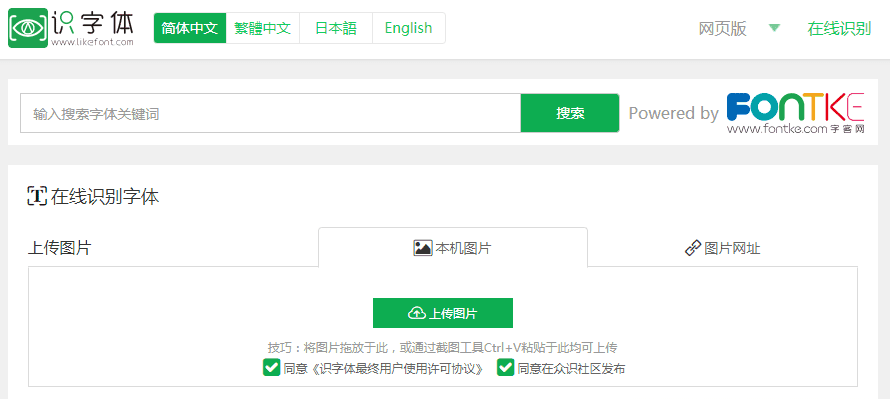 识字体
www.likefont.com
简体中文 繁體中文 日本語 English
网页版 在线识别
输入搜索字体关键词 搜索 Powered by FONTKE
www.fontke.com字客网
在线识别字体
上传图片 本机图片 图片网址
上传图片
技巧：将图片拖放于此，或通过截图工具Ctrl+V粘贴于此均可上传
同意《识字体最终用户使用许可协议》 同意在众识社区发布